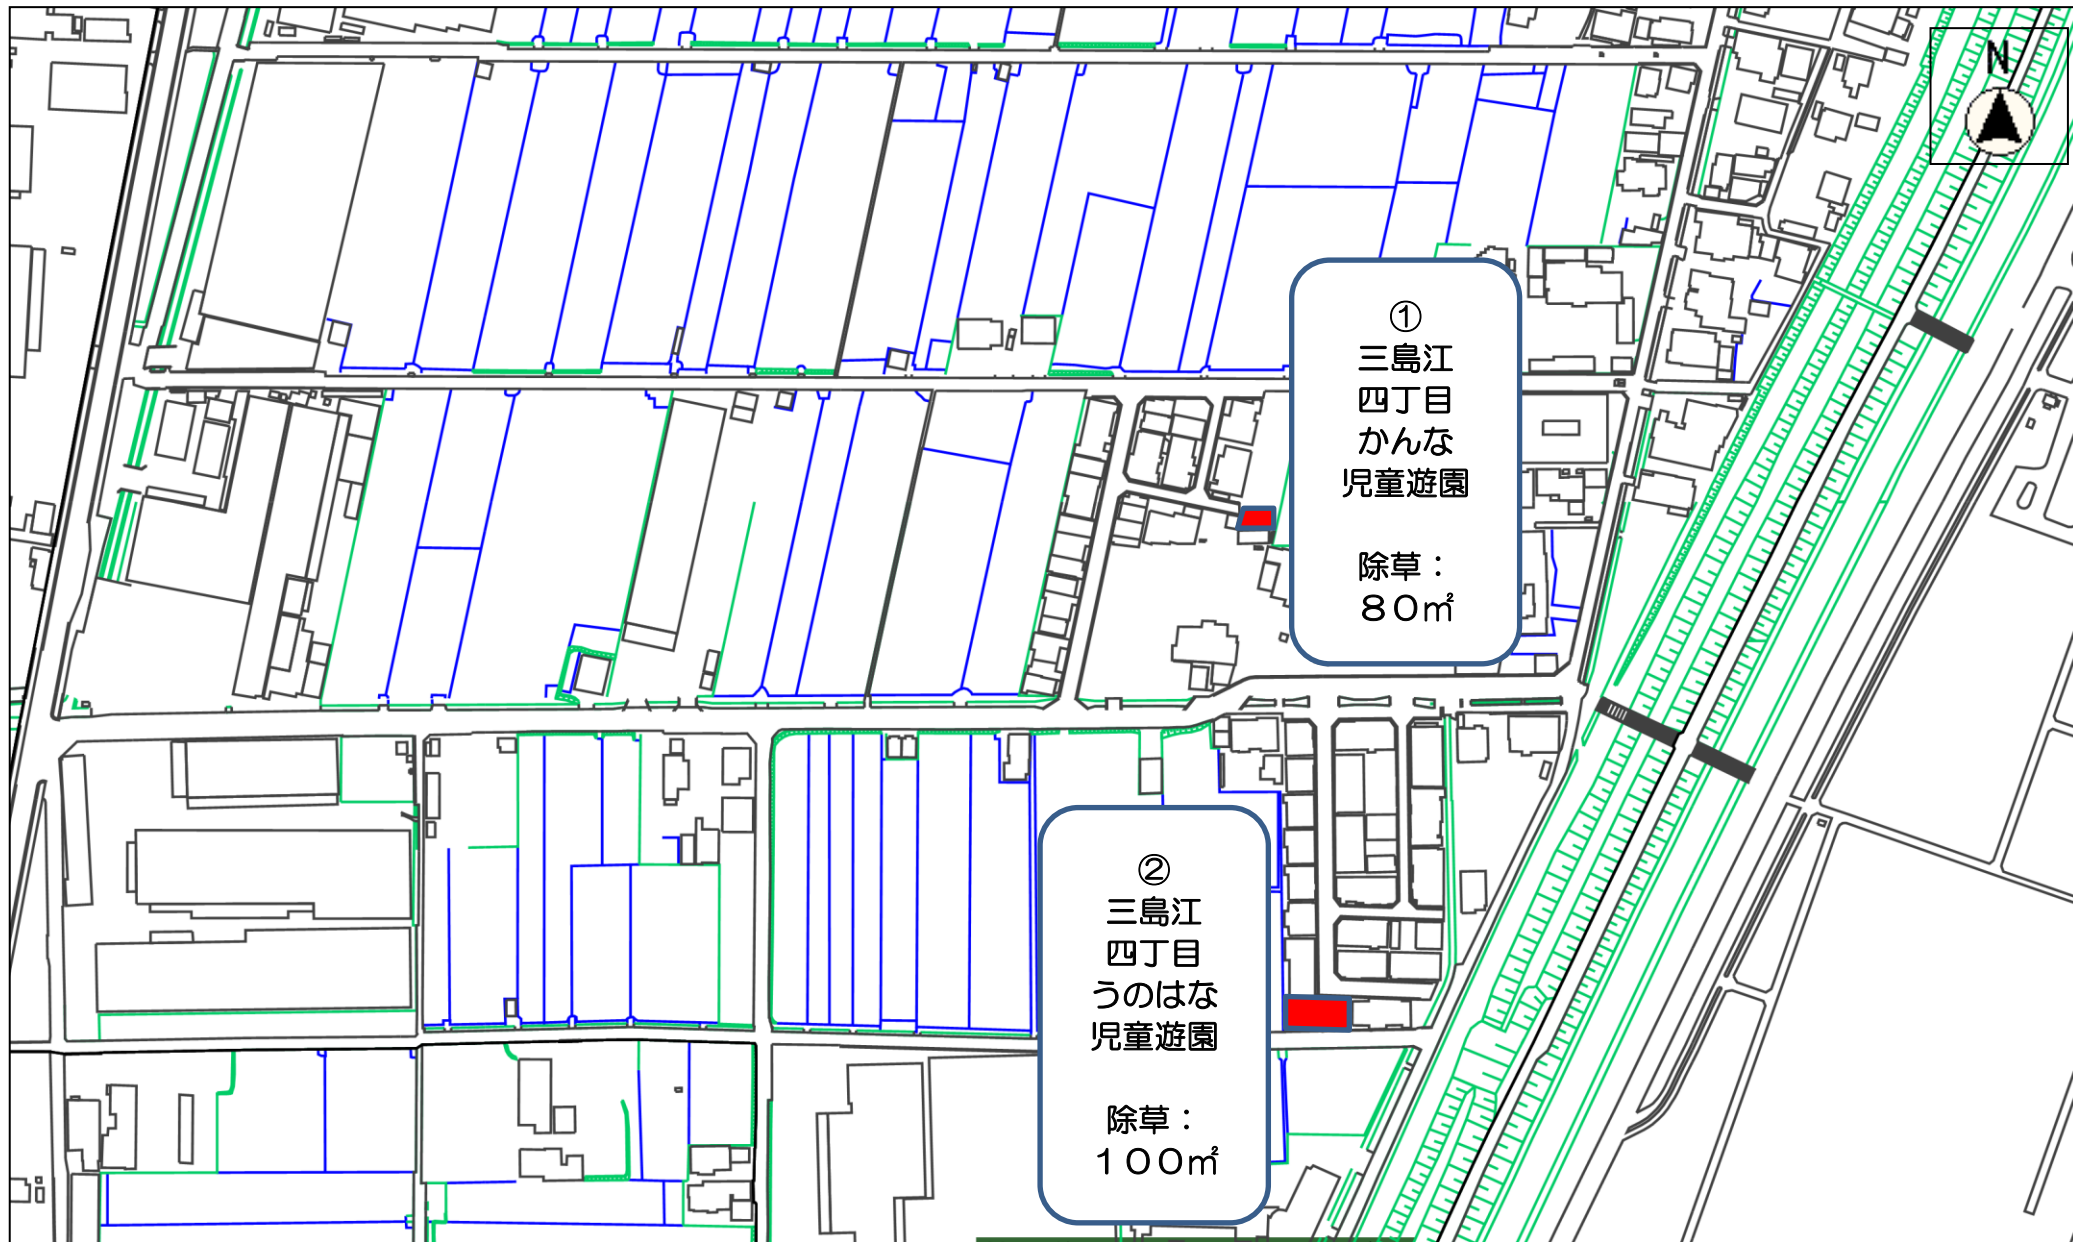 N
①
三島江
四丁目
かんな
児童遊園
除草：
８０㎡
②
三島江
四丁目
うのはな
児童遊園
除草：
１００㎡